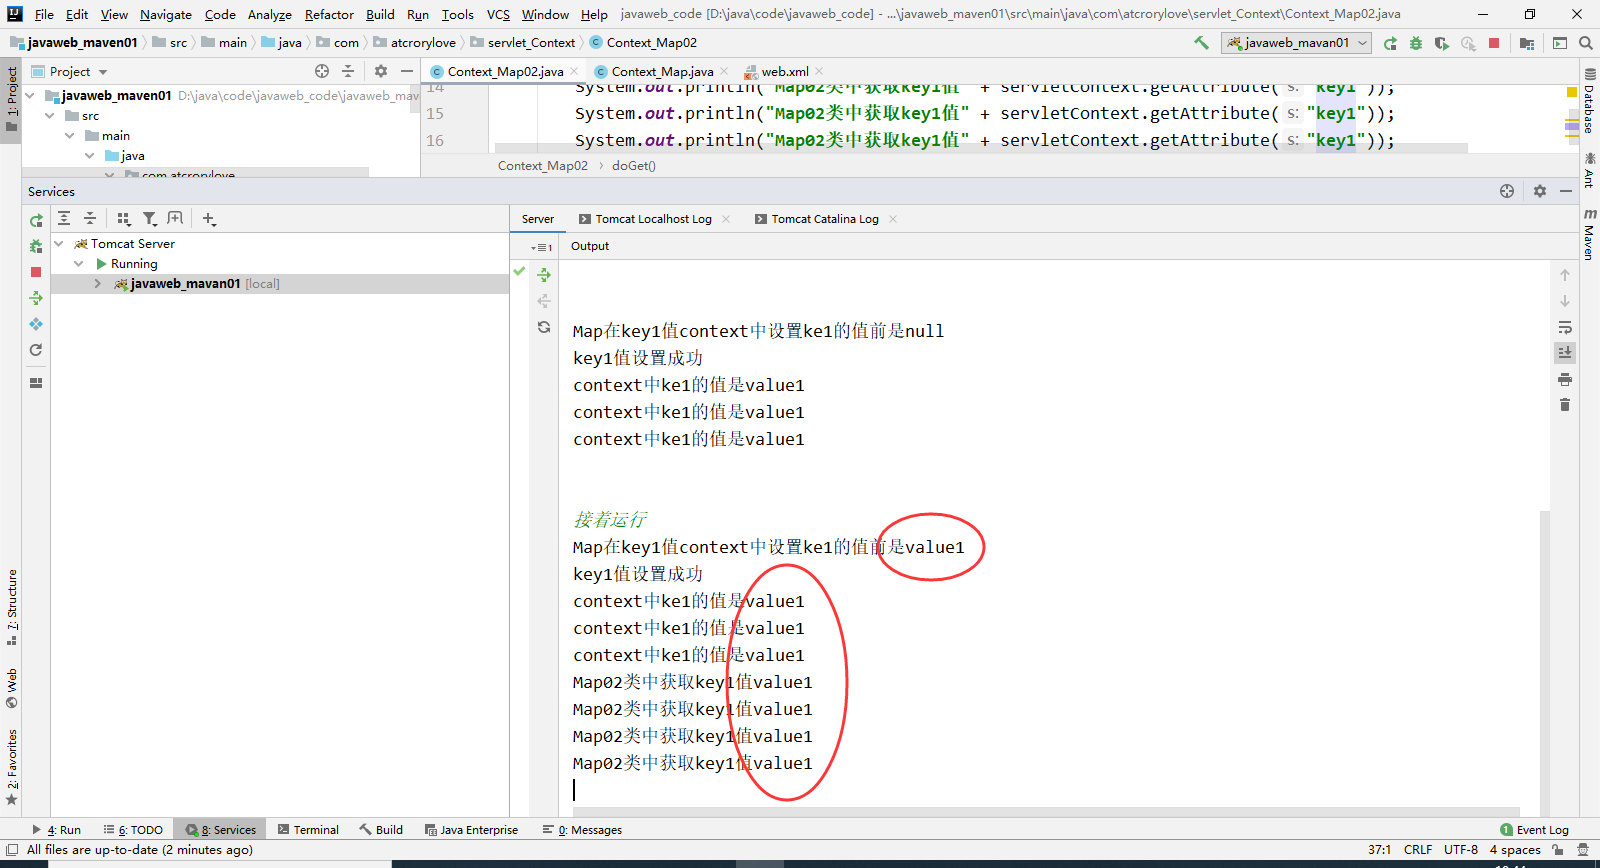 File Edit View Navigate Code Analyze Refactor Build Run Tools VCS Window Help javaweb_code [D:\java\code\javaweb_code] - ...\javaweb_maven01\src\main\java\com\atcrorylove\servlet_Context\Context_Map02.java
javaweb_maven01 src main java com atcrorylove servlet_Context Context_Map02 javaweb_mavan01
1: Project
Project
Context_Map02.java Context_Map.java web.xml
javaweb_maven01 D:\java\code\javaweb_code\javaweb_mav
src
main
java
com.atcrorylove
14 System.out.println("Map02类中获取key1值" + servletContext.getAttribute( s: "key1"));
15 System.out.println("Map02类中获取key1值" + servletContext.getAttribute( s: "key1"));
16 System.out.println("Map02类中获取key1值" + servletContext.getAttribute( s: "key1"));
Context_Map02 doGet()
Database
Ant
Maven
Services
Server Tomcat Localhost Log Tomcat Catalina Log
Tomcat Server
Running
javaweb_mavan01 [local]
1 Output
Map在key1值context中设置ke1的值前是null
key1值设置成功
context中ke1的值是value1
context中ke1的值是value1
context中ke1的值是value1
接着运行
Map在key1值context中设置ke1的值前是value1
key1值设置成功
context中ke1的值是value1
context中ke1的值是value1
context中ke1的值是value1
Map02类中获取key1值value1
Map02类中获取key1值value1
Map02类中获取key1值value1
Map02类中获取key1值value1
7: Structure
Web
2: Favorites
4: Run 6: TODO 8: Services Terminal Build Java Enterprise 0: Messages 1 Event Log
All files are up-to-date (2 minutes ago) 37:1 CRLF UTF-8 4 spaces